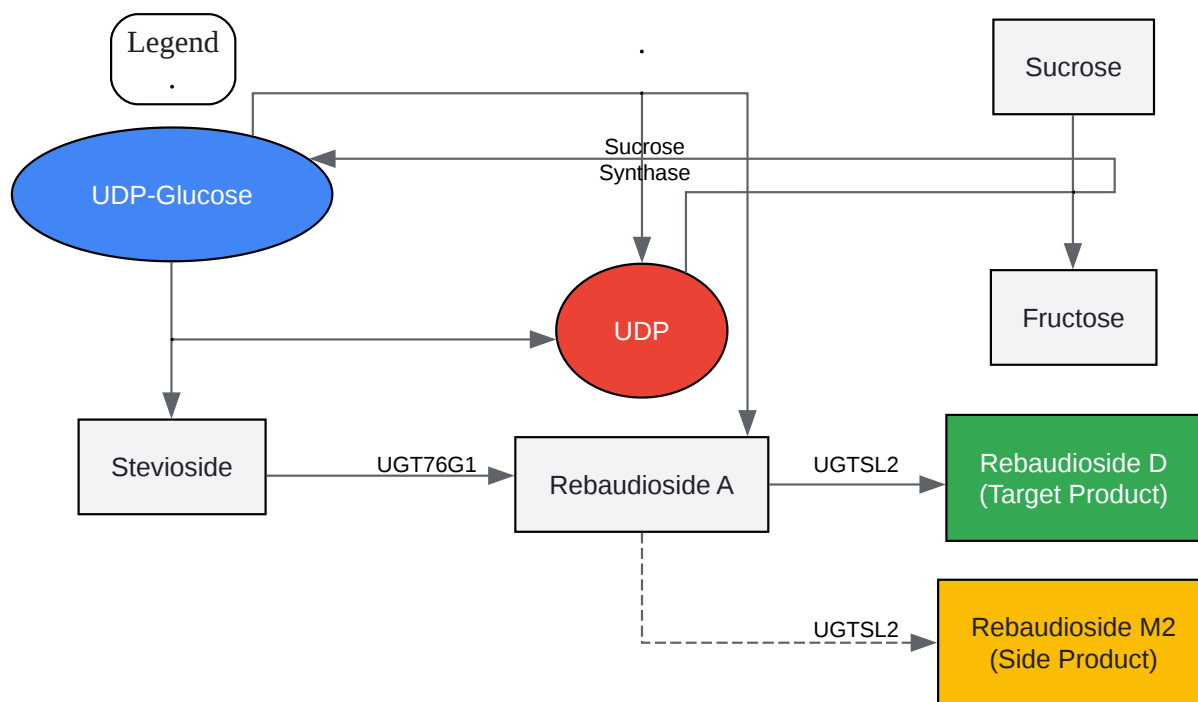 Legend
.
.
Sucrose
Sucrose
Synthase
UDP-Glucose
UDP
Fructose
Stevioside
UGT76G1
Rebaudioside A
UGTSL2
Rebaudioside D
(Target Product)
UGTSL2
Rebaudioside M2
(Side Product)